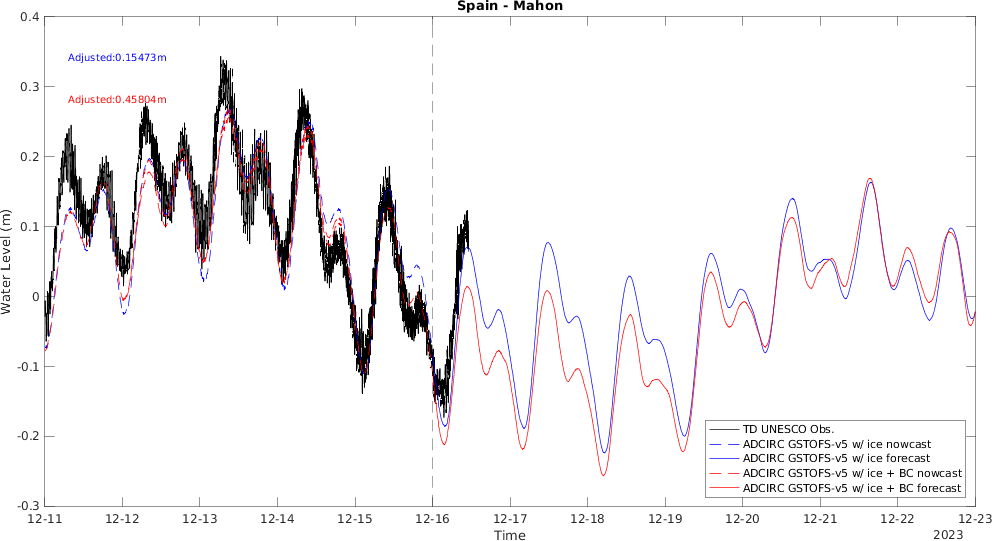 Spain - Mahon
Adjusted:0.15473m
Adjusted:0.45804m
0.4
0.3
0.2
0.1
0
-0.1
-0.2
-0.3
Water Level (m)
TD UNESCO Obs.
ADCIRC GSTOFS-v5 w/ ice nowcast
ADCIRC GSTOFS-v5 w/ ice forecast
ADCIRC GSTOFS-v5 w/ ice + BC nowcast
ADCIRC GSTOFS-v5 w/ ice + BC forecast
12-11 12-12 12-13 12-14 12-15 12-16 12-17 12-18 12-19 12-20 12-21 12-22 12-23
Time
2023